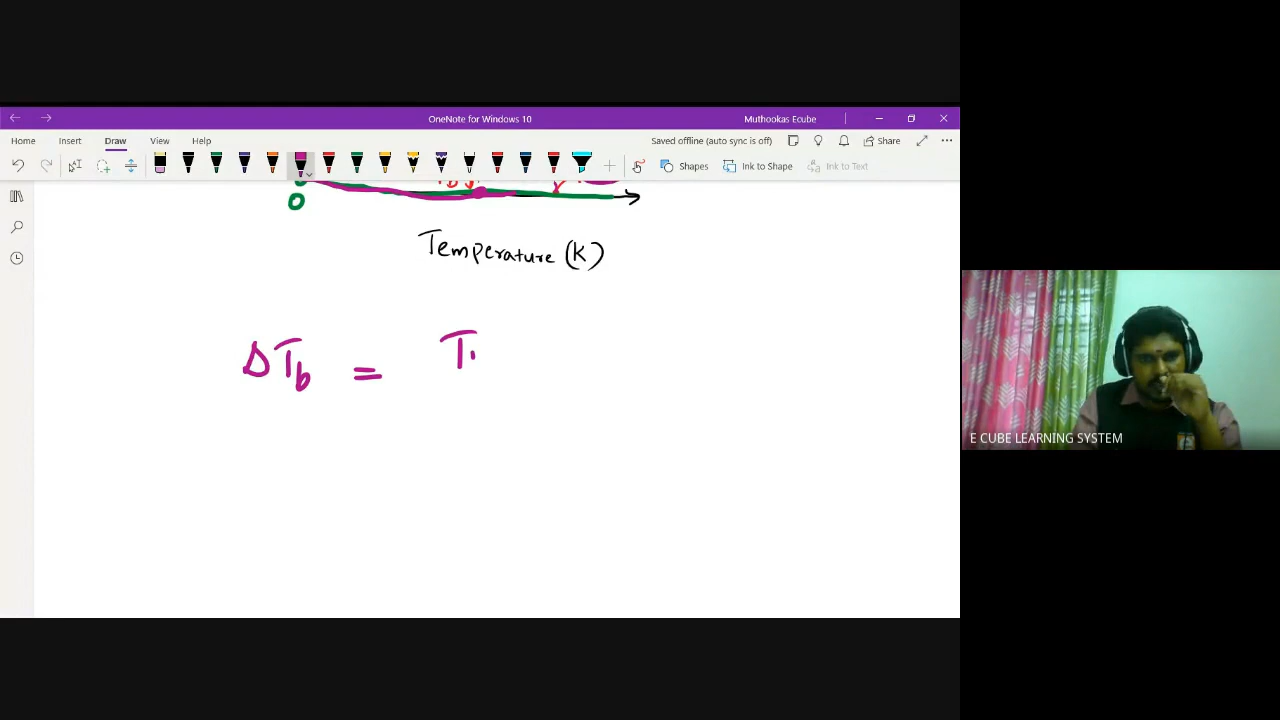 OneNote for Windows 10
Muthookas Ecube
Home Insert Draw View Help
Saved offline (auto sync is off)
Share
Shapes
Ink to Shape
Ink to Text
0
Temperature (K)
ΔT_b = T
E CUBE LEARNING SYSTEM